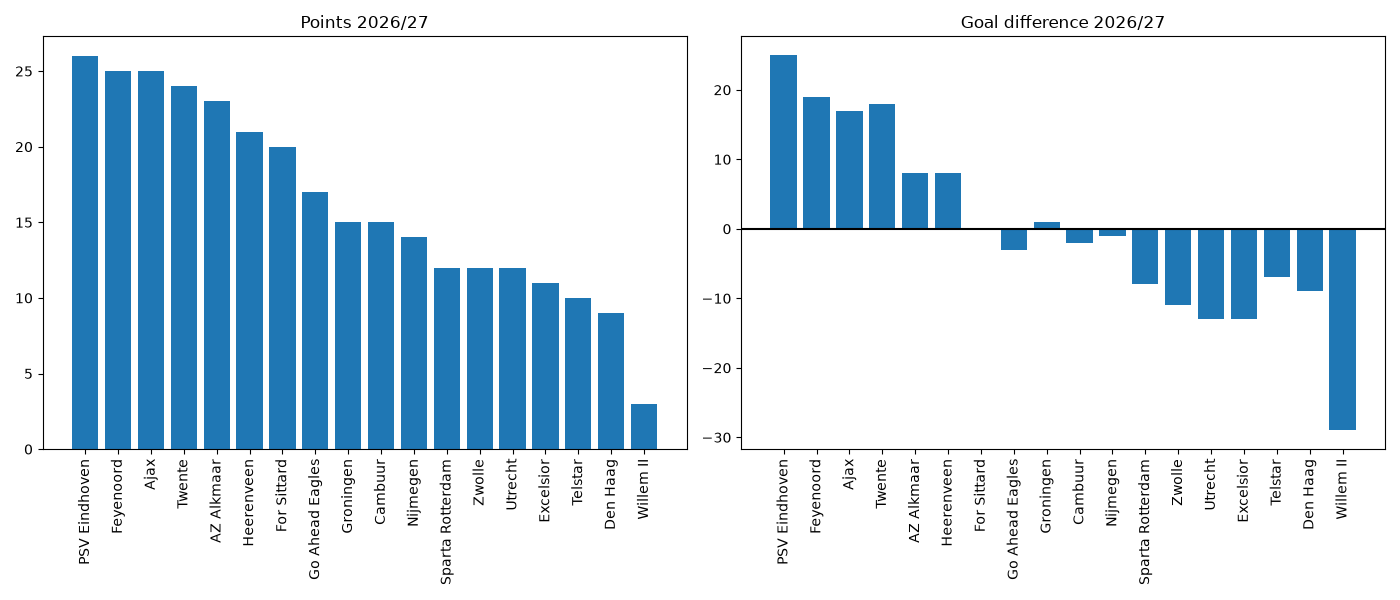 Points 2026/27
25
20
15
10
5
0
PSV Eindhoven
Feyenoord
Ajax
Twente
AZ Alkmaar
Heerenveen
For Sittard
Go Ahead Eagles
Groningen
Cambuur
Nijmegen
Sparta Rotterdam
Zwolle
Utrecht
Excelsior
Telstar
Den Haag
Willem II
Goal difference 2026/27
20
10
0
−10
−20
−30
PSV Eindhoven
Feyenoord
Ajax
Twente
AZ Alkmaar
Heerenveen
For Sittard
Go Ahead Eagles
Groningen
Cambuur
Nijmegen
Sparta Rotterdam
Zwolle
Utrecht
Excelsior
Telstar
Den Haag
Willem II